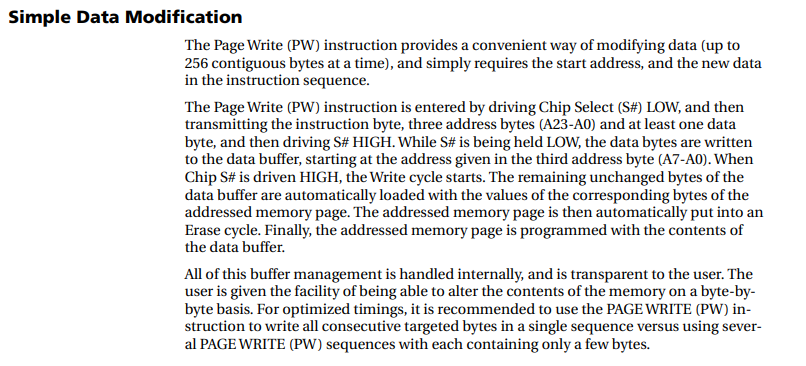 Simple Data Modification
The Page Write (PW) instruction provides a convenient way of modifying data (up to
256 contiguous bytes at a time), and simply requires the start address, and the new data
in the instruction sequence.
The Page Write (PW) instruction is entered by driving Chip Select (S#) LOW, and then
transmitting the instruction byte, three address bytes (A23-A0) and at least one data
byte, and then driving S# HIGH. While S# is being held LOW, the data bytes are written
to the data buffer, starting at the address given in the third address byte (A7-A0). When
Chip S# is driven HIGH, the Write cycle starts. The remaining unchanged bytes of the
data buffer are automatically loaded with the values of the corresponding bytes of the
addressed memory page. The addressed memory page is then automatically put into an
Erase cycle. Finally, the addressed memory page is programmed with the contents of
the data buffer.
All of this buffer management is handled internally, and is transparent to the user. The
user is given the facility of being able to alter the contents of the memory on a byte-by-
byte basis. For optimized timings, it is recommended to use the PAGE WRITE (PW) in-
struction to write all consecutive targeted bytes in a single sequence versus using sever-
al PAGE WRITE (PW) sequences with each containing only a few bytes.